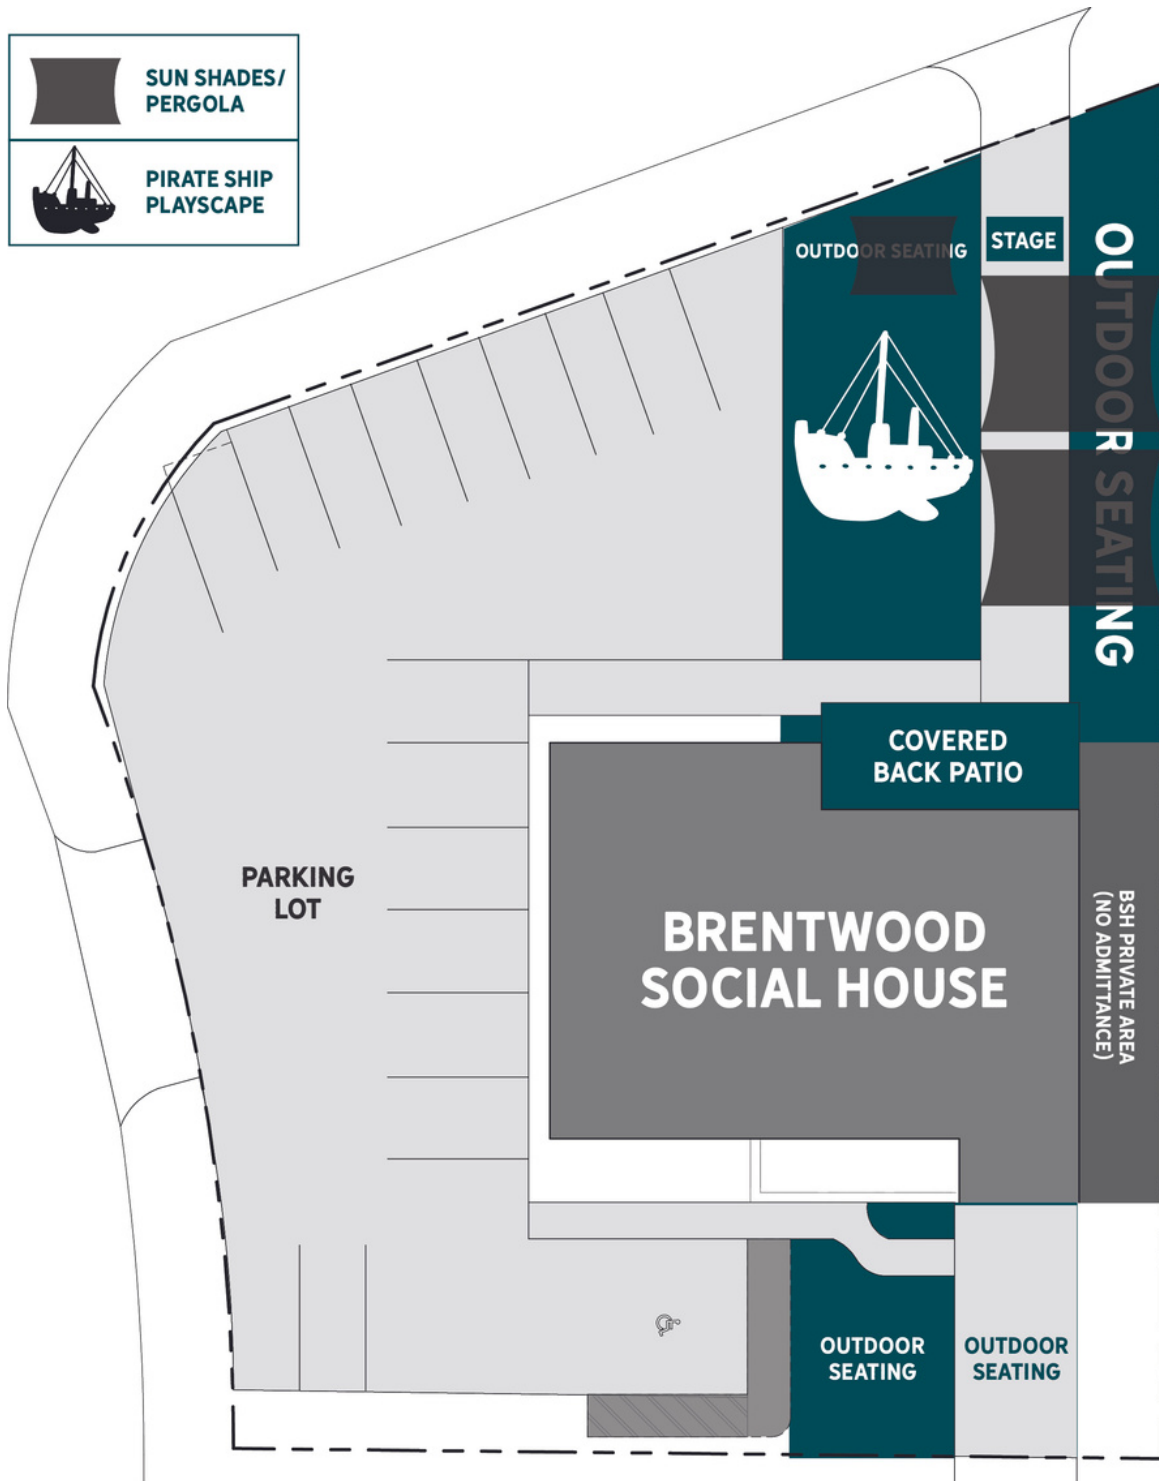 SUN SHADES/
PERGOLA
PIRATE SHIP
PLAYSCAPE
OUTDOOR SEATING
STAGE
OUTDOOR SEATING
COVERED
BACK PATIO
PARKING
LOT
BRENTWOOD
SOCIAL HOUSE
BSH PRIVATE AREA
(NO ADMITTANCE)
OUTDOOR
SEATING
OUTDOOR
SEATING